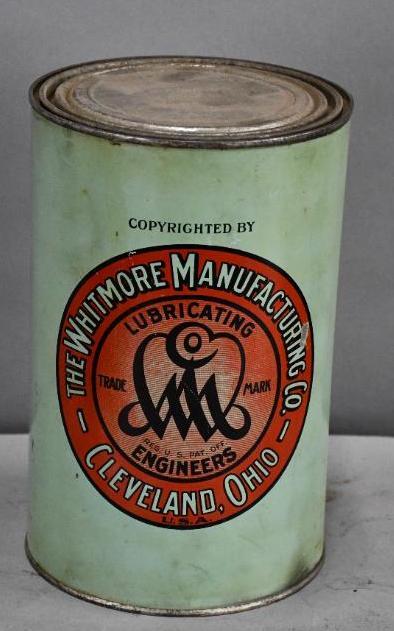 COPYRIGHTED BY
THE WHITMORE MANUFACTURING CO.
LUBRICATING
TRADE MARK
REG. U.S. PAT. OFF.
ENGINEERS
— CLEVELAND, OHIO —
U.S.A.